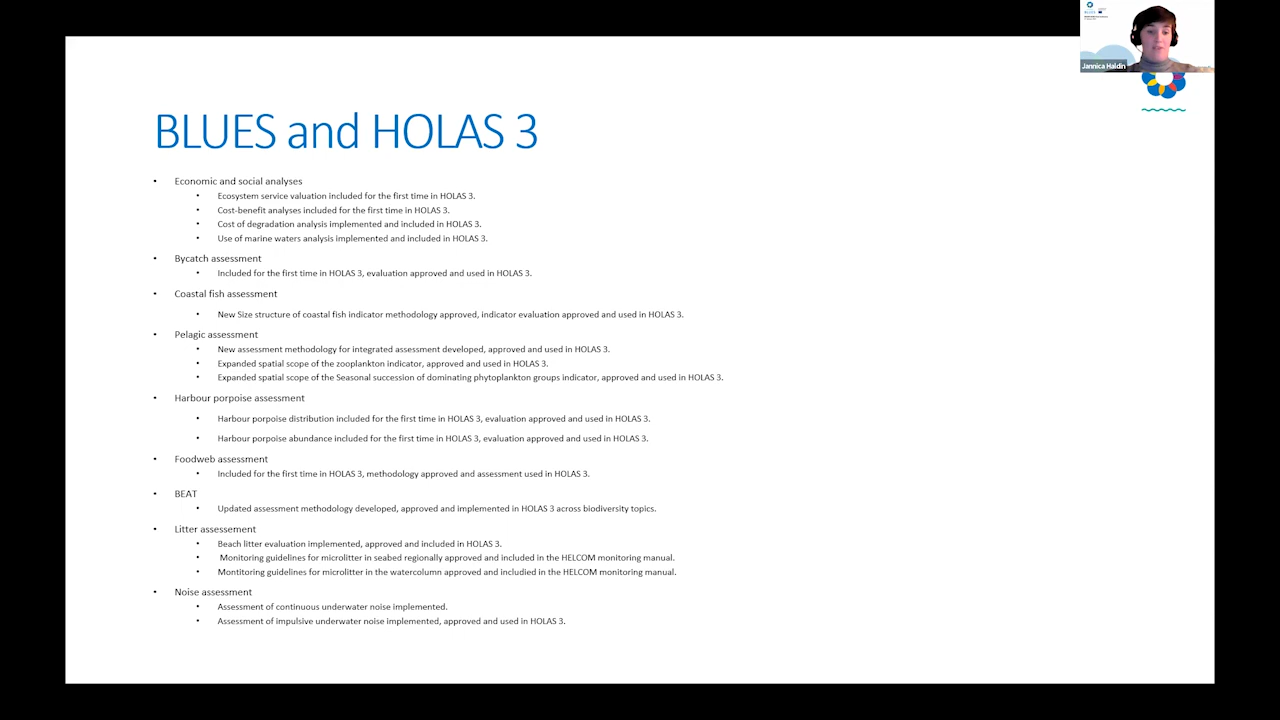 Jannica Haldin
BLUES and HOLAS 3
• Economic and social analyses
• Ecosystem service valuation included for the first time in HOLAS 3.
• Cost-benefit analyses included for the first time in HOLAS 3.
• Cost of degradation analysis implemented and included in HOLAS 3.
• Use of marine waters analysis implemented and included in HOLAS 3.
• Bycatch assessment
• Included for the first time in HOLAS 3, evaluation approved and used in HOLAS 3.
• Coastal fish assessment
• New Size structure of coastal fish indicator methodology approved, indicator evaluation approved and used in HOLAS 3.
• Pelagic assessment
• New assessment methodology for integrated assessment developed, approved and used in HOLAS 3.
• Expanded spatial scope of the zooplankton indicator, approved and used in HOLAS 3.
• Expanded spatial scope of the Seasonal succession of dominating phytoplankton groups indicator, approved and used in HOLAS 3.
• Harbour porpoise assessment
• Harbour porpoise distribution included for the first time in HOLAS 3, evaluation approved and used in HOLAS 3.
• Harbour porpoise abundance included for the first time in HOLAS 3, evaluation approved and used in HOLAS 3.
• Foodweb assessment
• Included for the first time in HOLAS 3, methodology approved and assessment used in HOLAS 3.
• BEAT
• Updated assessment methodology developed, approved and implemented in HOLAS 3 across biodiversity topics.
• Litter assessement
• Beach litter evaluation implemented, approved and included in HOLAS 3.
• Monitoring guidelines for microlitter in seabed regionally approved and included in the HELCOM monitoring manual.
• Montitoring guidelines for microlitter in the watercolumn approved and includied in the HELCOM monitoring manual.
• Noise assessment
• Assessment of continuous underwater noise implemented.
• Assessment of impulsive underwater noise implemented, approved and used in HOLAS 3.